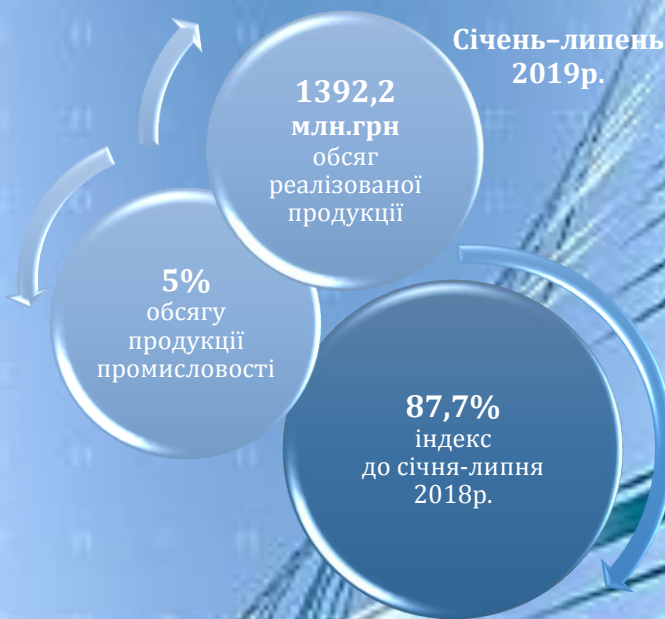 Січень–липень
2019р.
1392,2
млн.грн
обсяг
реалізованої
продукції
5%
обсягу
продукції
промисловості
87,7%
індекс
до січня-липня
2018р.